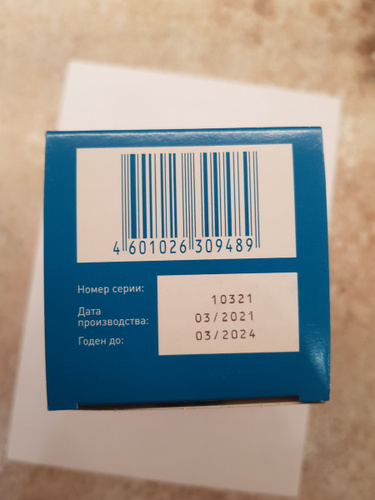 4 601026 309489
Номер серии:
10321
Дата
производства:
03/2021
Годен до:
03/2024